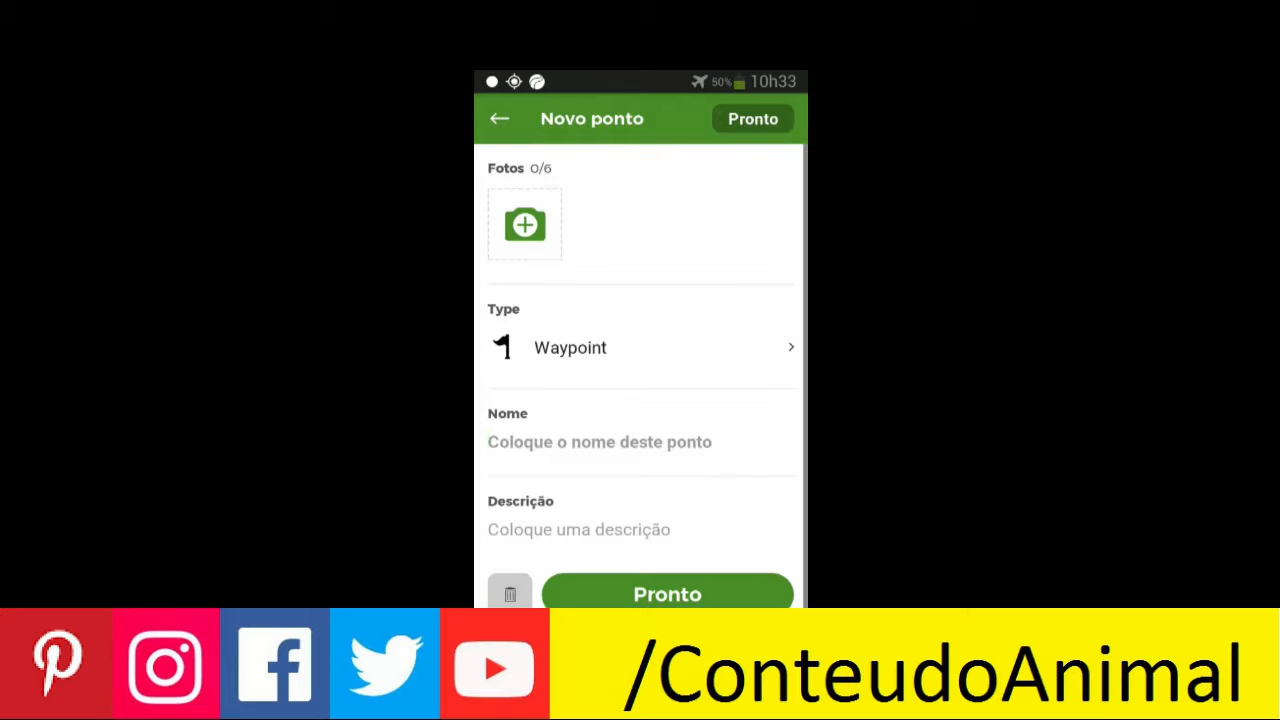 50% 10h33
Novo ponto Pronto
Fotos 0/6
Type
Waypoint
Nome
Coloque o nome deste ponto
Descrição
Coloque uma descrição
Pronto
/ConteudoAnimal